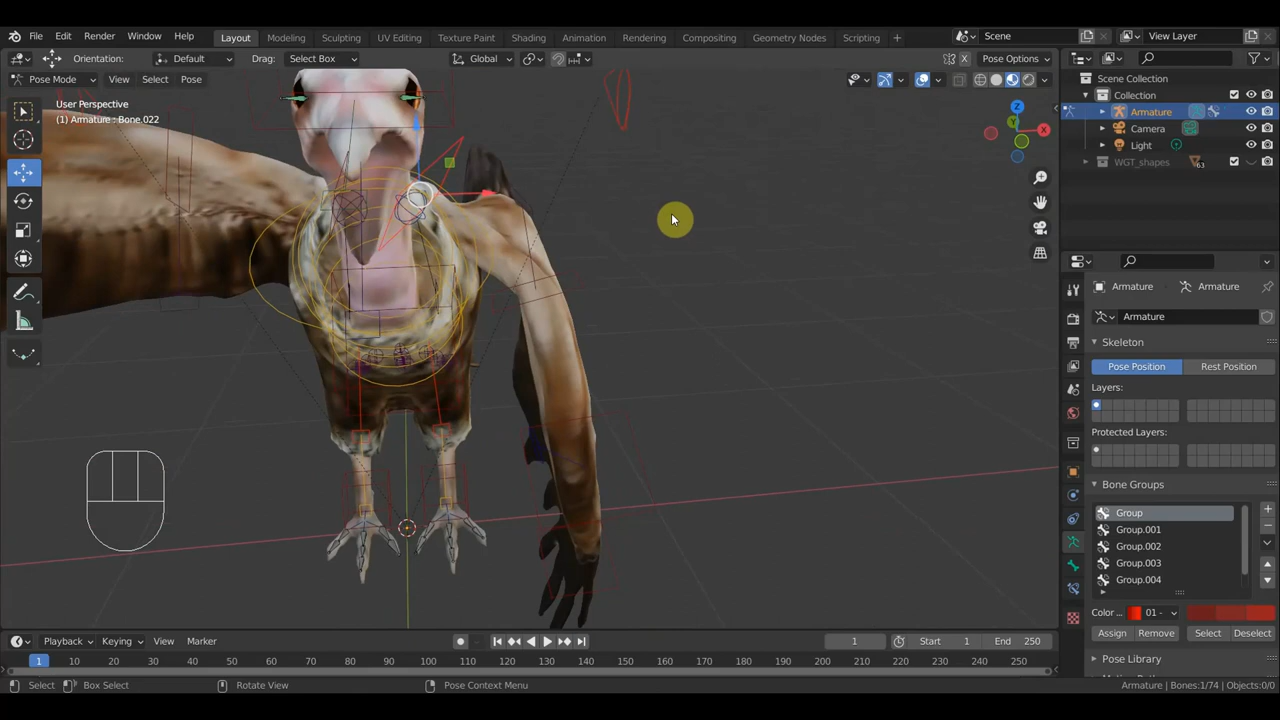 File Edit Render Window Help Layout Modeling Sculpting UV Editing Texture Paint Shading Animation Rendering Compositing Geometry Nodes Scripting + Scene View Layer
Orientation: Default Drag: Select Box Global X Pose Options
Pose Mode View Select Pose
Scene Collection
Collection
Armature
Camera
Light
WGT_shapes 63
User Perspective
(1) Armature : Bone.022
Z
Y
X
Armature Armature
Armature
Skeleton
Pose Position Rest Position
Layers:
Protected Layers:
Bone Groups
Group
Group.001
Group.002
Group.003
Group.004
Color ... 01 -
Assign Remove Select Deselect
Pose Library
Playback Keying View Marker 1 Start 1 End 250
1 10 20 30 40 50 60 70 80 90 100 110 120 130 140 150 160 170 180 190 200 210 220 230 240 250
Select Box Select Rotate View Pose Context Menu Armature | Bones:1/74 | Objects:0/0